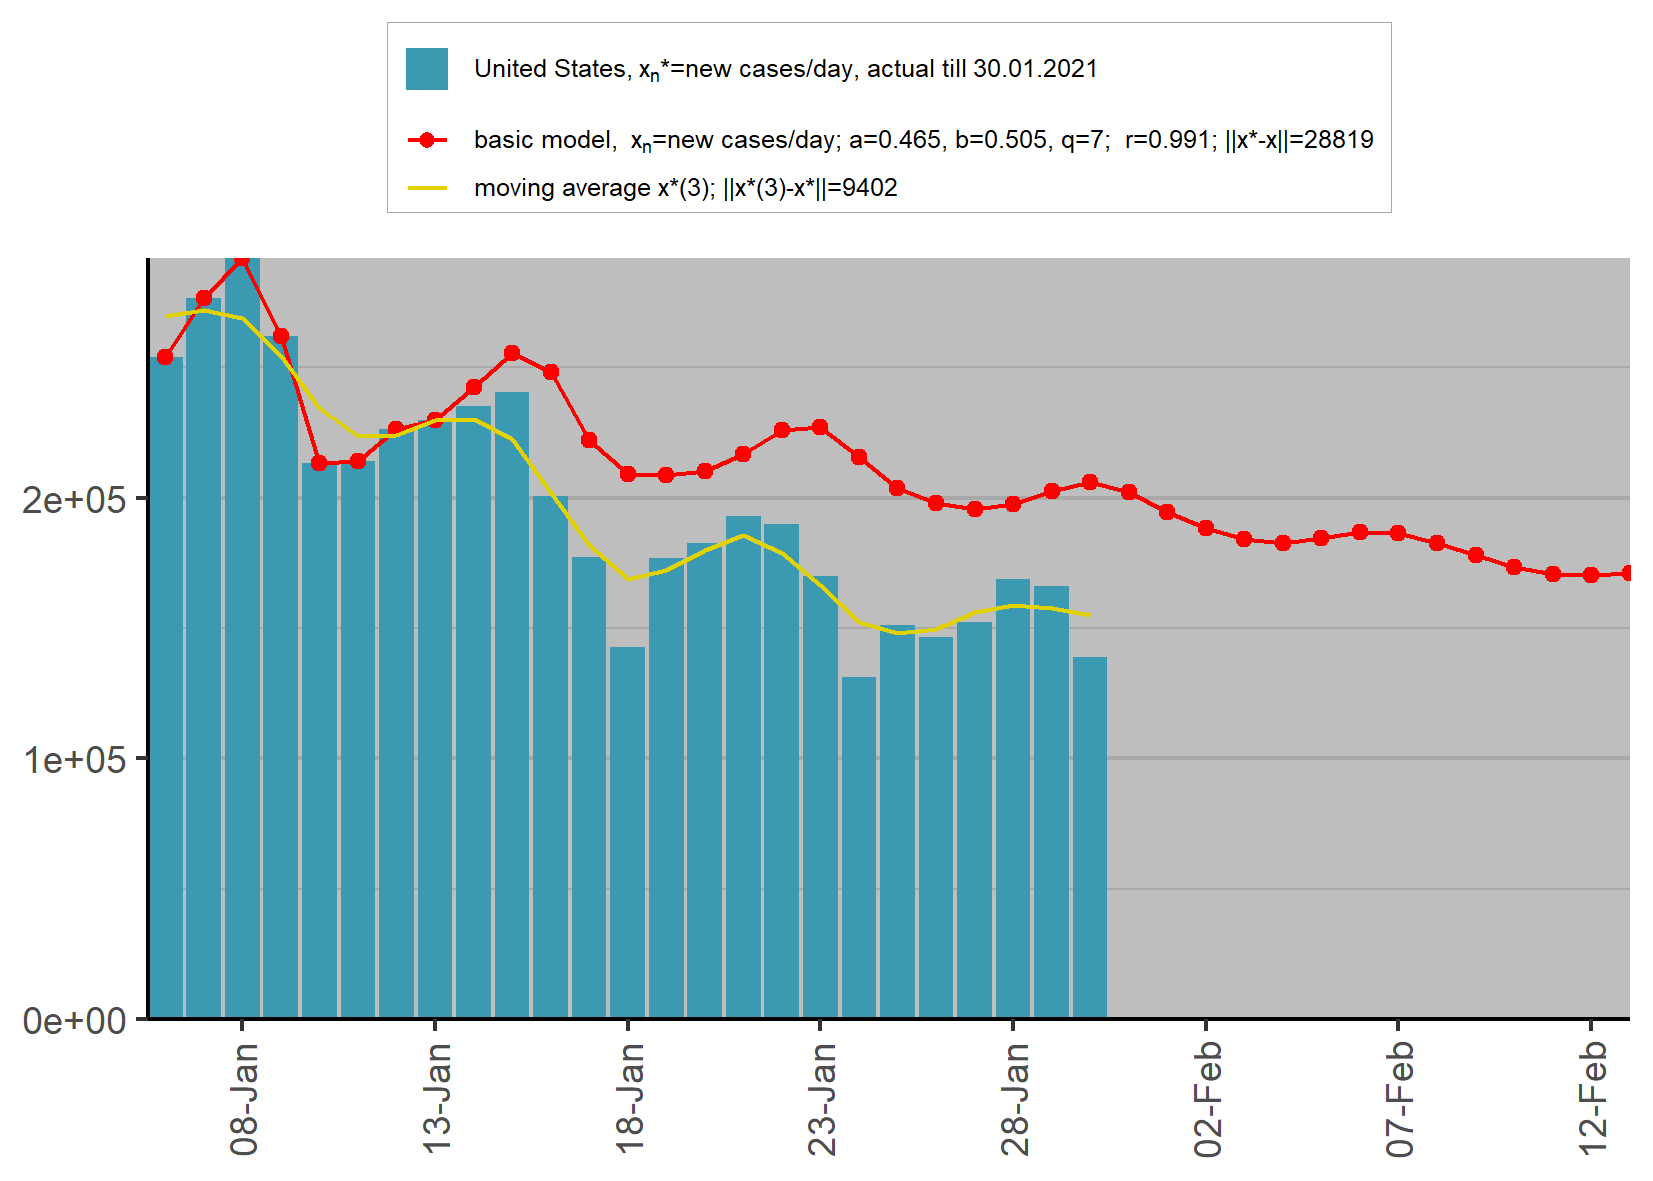 United States, xₙ*=new cases/day, actual till 30.01.2021
basic model,  xₙ=new cases/day; a=0.465, b=0.505, q=7;  r=0.991; ||x*-x||=28819
moving average x*(3); ||x*(3)-x*||=9402
2e+05
1e+05
0e+00
08-Jan
13-Jan
18-Jan
23-Jan
28-Jan
02-Feb
07-Feb
12-Feb